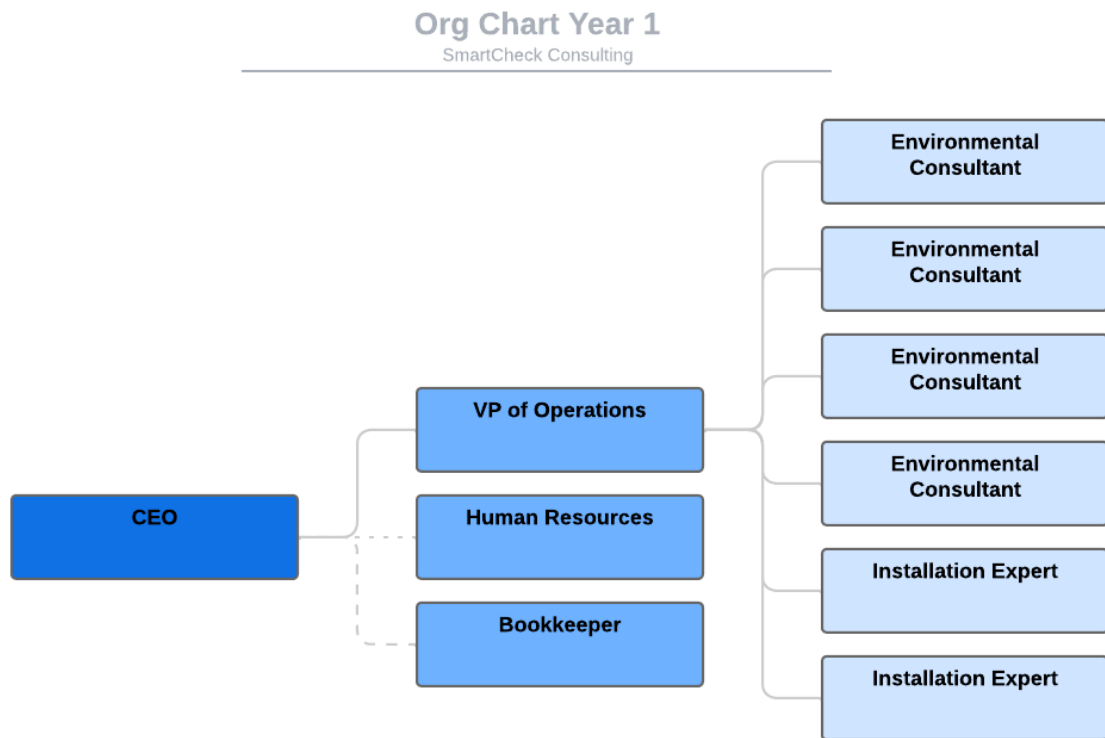 Org Chart Year 1
SmartCheck Consulting
CEO
VP of Operations
Human Resources
Bookkeeper
Environmental
Consultant
Environmental
Consultant
Environmental
Consultant
Environmental
Consultant
Installation Expert
Installation Expert